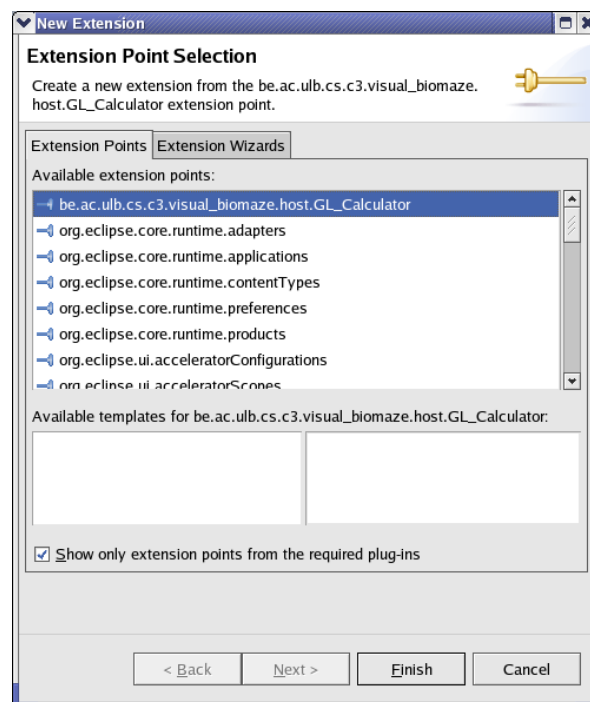 New Extension
Extension Point Selection
Create a new extension from the be.ac.ulb.cs.c3.visual_biomaze.
host.GL_Calculator extension point.
Extension Points Extension Wizards
Available extension points:
be.ac.ulb.cs.c3.visual_biomaze.host.GL_Calculator
org.eclipse.core.runtime.adapters
org.eclipse.core.runtime.applications
org.eclipse.core.runtime.contentTypes
org.eclipse.core.runtime.preferences
org.eclipse.core.runtime.products
org.eclipse.ui.acceleratorConfigurations
org.eclipse.ui.acceleratorScopes
Available templates for be.ac.ulb.cs.c3.visual_biomaze.host.GL_Calculator:
Show only extension points from the required plug-ins
< Back Next > Finish Cancel